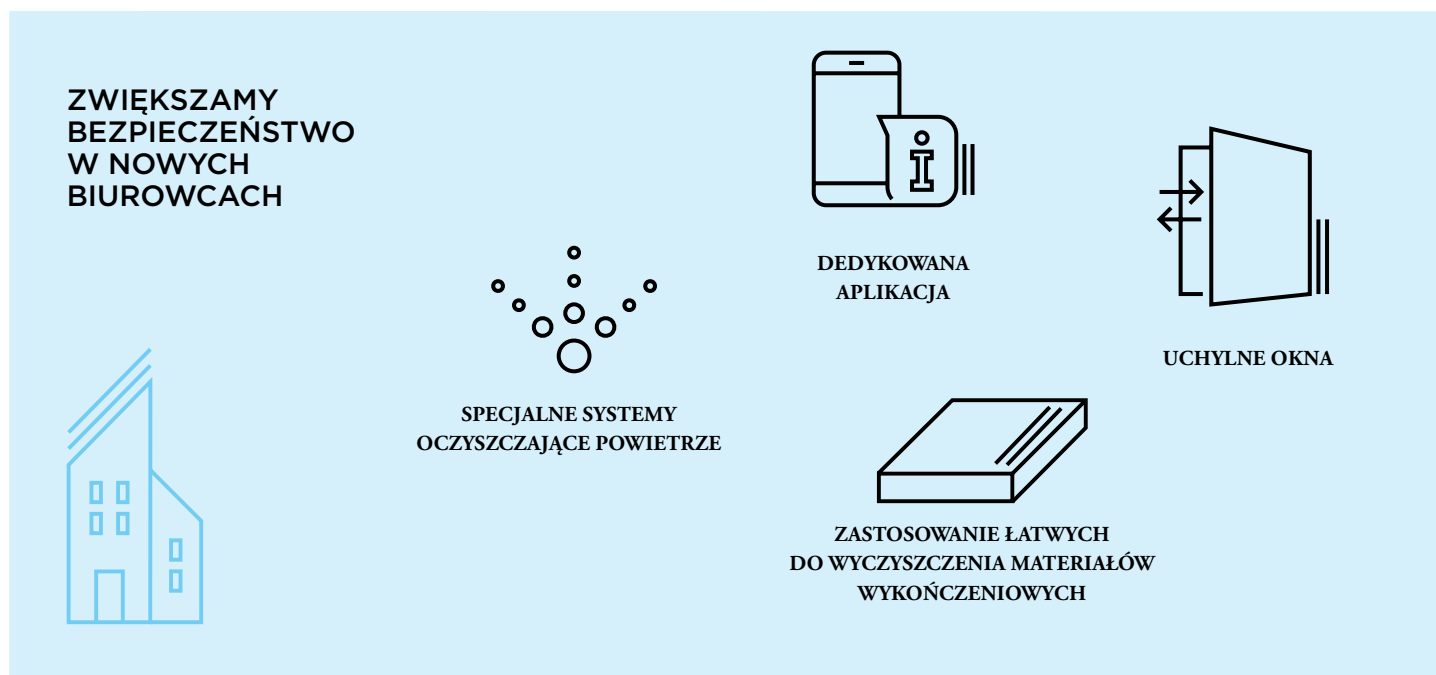 ZWIĘKSZAMY
BEZPIECZEŃSTWO
W NOWYCH
BIUROWCACH
SPECJALNE SYSTEMY
OCZYSZCZAJĄCE POWIETRZE
i
DEDYKOWANA
APLIKACJA
UCHYLNE OKNA
ZASTOSOWANIE ŁATWYCH
DO WYCZYSZCZENIA MATERIAŁÓW
WYKOŃCZENIOWYCH